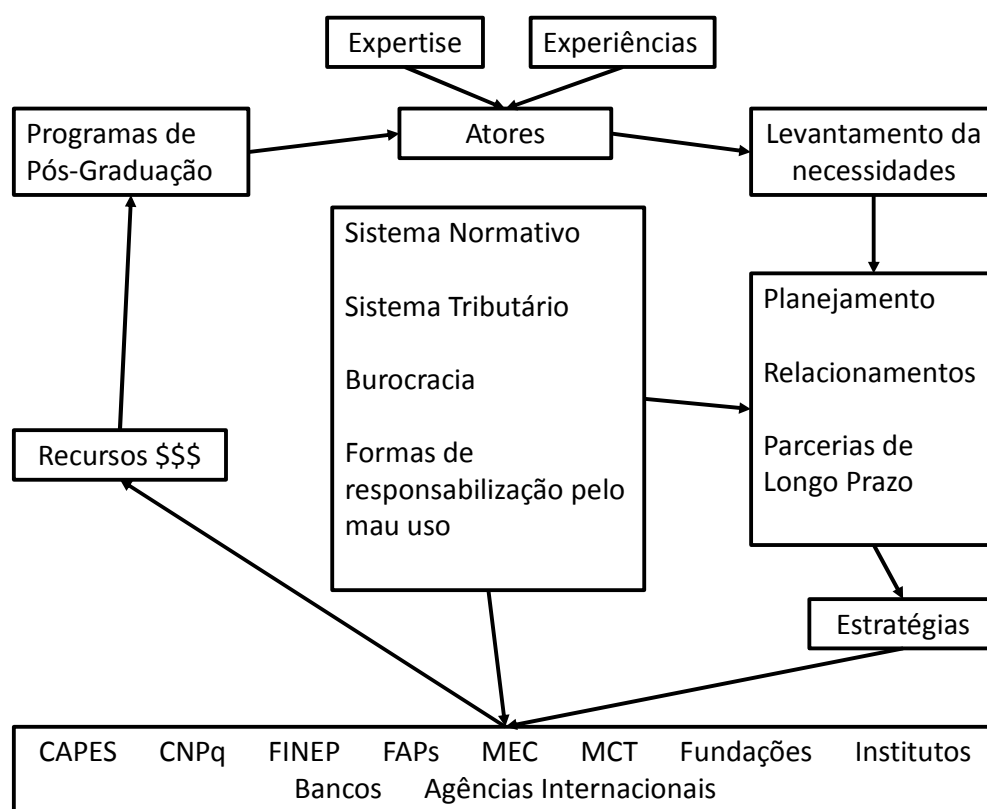 Expertise
Experiências
Programas de
Pós-Graduação
Atores
Levantamento da
necessidades
Sistema Normativo
Sistema Tributário
Burocracia
Formas de
responsabilização pelo
mau uso
Planejamento
Relacionamentos
Parcerias de
Longo Prazo
Recursos $$$
Estratégias
CAPES CNPq FINEP FAPs MEC MCT Fundações Institutos
Bancos Agências Internacionais